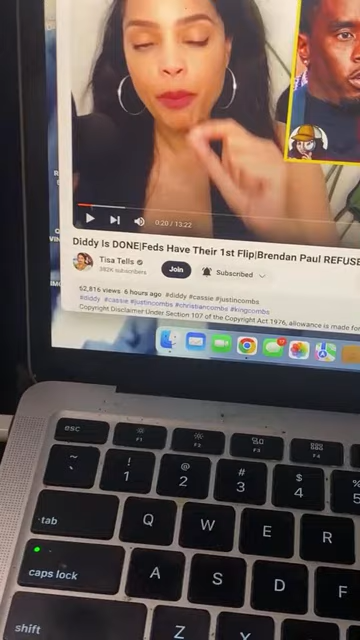 0:20 / 13:22
Diddy Is DONE|Feds Have Their 1st Flip|Brendan Paul REFUSE
Tisa Tells
382K subscribers
Join
Subscribed
52,816 views 6 hours ago #diddy #cassie #justincombs
#diddy #cassie #justincombs #christiancombs #kingcombs
Copyright Disclaimer Under Section 107 of the Copyright Act 1976, allowance is made for
esc
F1
F2
F3
F4
~
`
!
1
@
2
#
3
$
4
%
5
tab
Q
W
E
R
caps lock
A
S
D
F
shift
Z